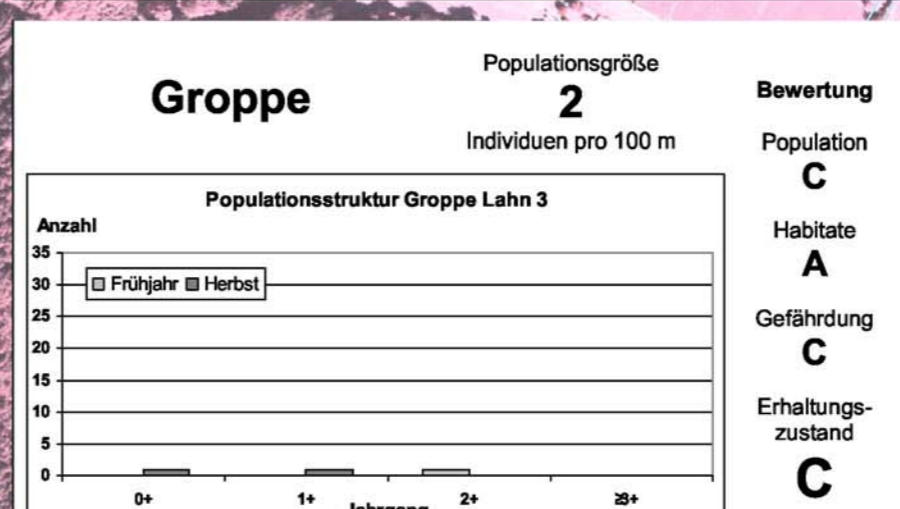 Groppe
Populationsgröße
2
Individuen pro 100 m
Bewertung
Population
C
Habitate
A
Gefährdung
C
Erhaltungs-
zustand
C
Populationsstruktur Groppe Lahn 3
Anzahl
35
30
25
20
15
10
5
0
Frühjahr Herbst
0+ 1+ 2+ ≥3+
Jahrgang